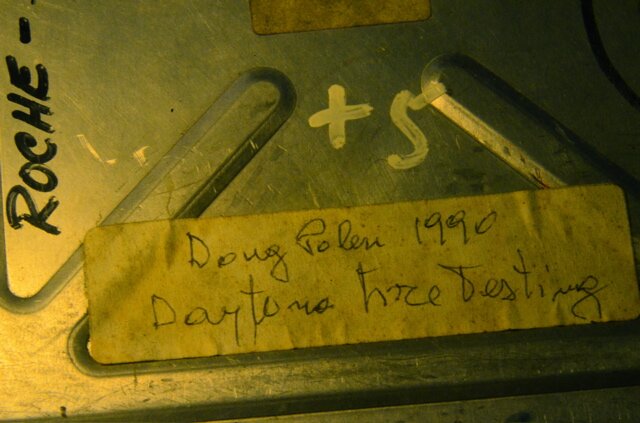 ROCHE-
+5
Doug Polen 1990
Daytona tire Testing